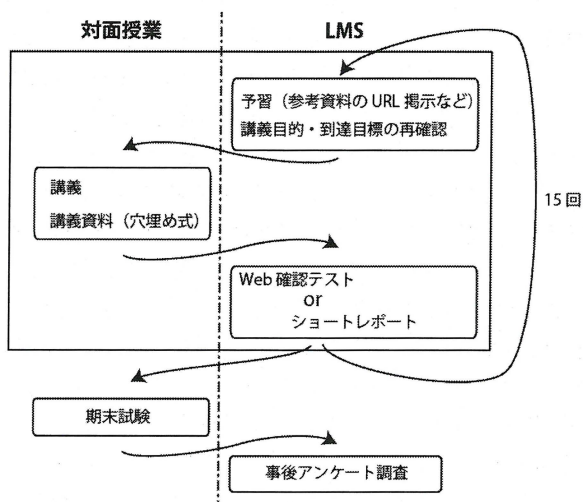 対面授業
LMS
予習（参考資料の URL 掲示など）
講義目的・到達目標の再確認
講義
講義資料（穴埋め式）
15 回
Web 確認テスト
or
ショートレポート
期末試験
事後アンケート調査